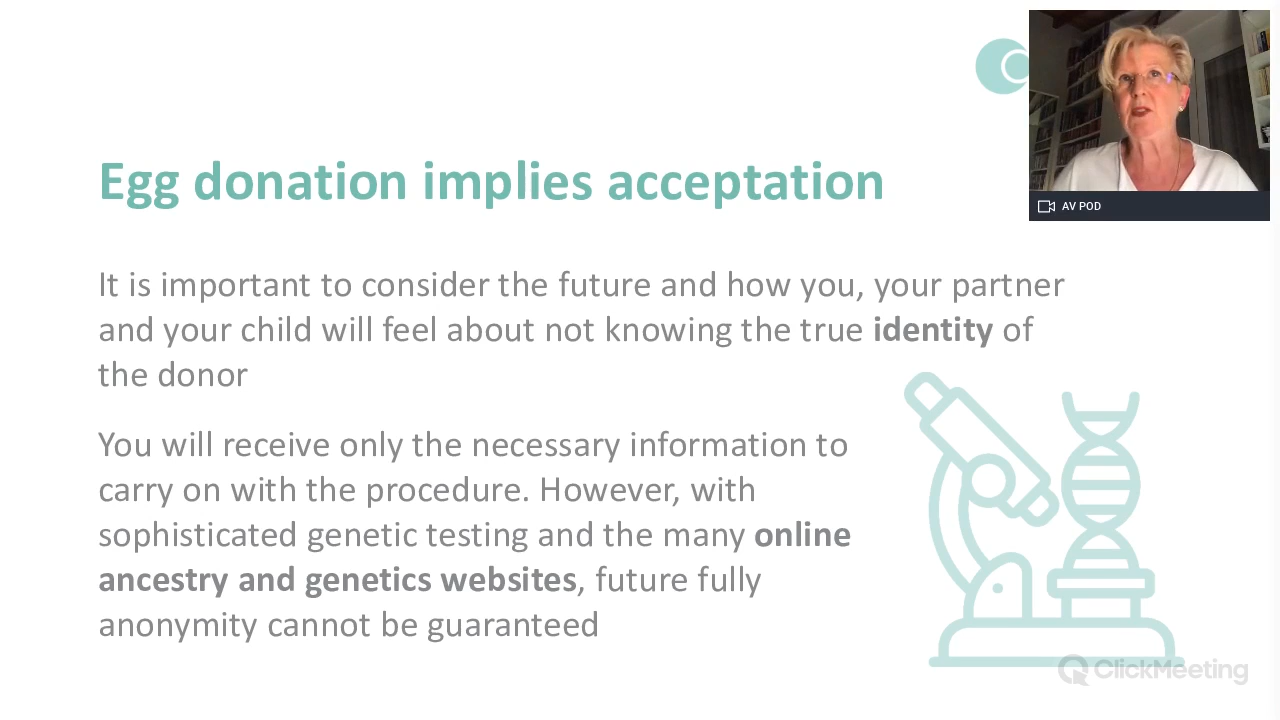 Egg donation implies acceptation
AV POD
It is important to consider the future and how you, your partner
and your child will feel about not knowing the true identity of
the donor
You will receive only the necessary information to
carry on with the procedure. However, with
sophisticated genetic testing and the many online
ancestry and genetics websites, future fully
anonymity cannot be guaranteed
ClickMeeting